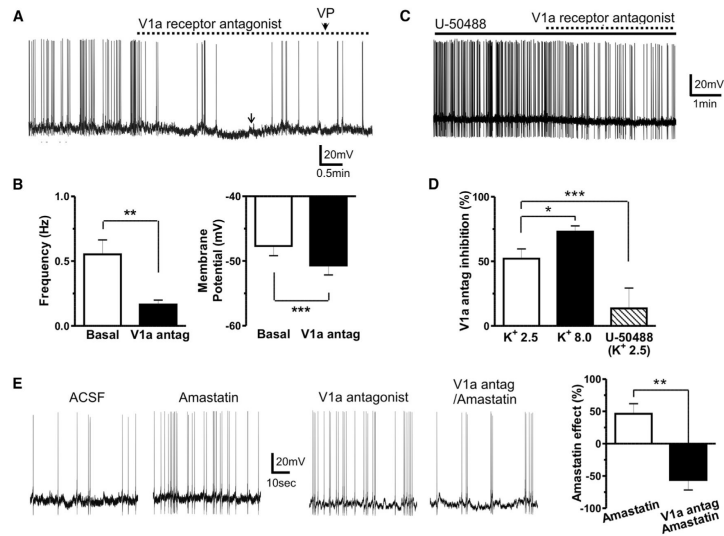 A
V1a receptor antagonist
VP
20mV
0.5min
C
U-50488
V1a receptor antagonist
20mV
1min
B
Frequency (Hz)
1.0
0.5
0.0
**
Basal
V1a antag
Membrane
Potential (mV)
-40
-50
-60
***
Basal
V1a antag
D
V1a antag inhibition (%)
100
75
50
25
0
***
*
K+ 2.5
K+ 8.0
U-50488
(K+ 2.5)
E
ACSF
Amastatin
20mV
10sec
V1a antagonist
V1a antag
/Amastatin
Amastatin effect (%)
100
50
0
-50
-100
**
Amastatin
V1a antag
Amastatin